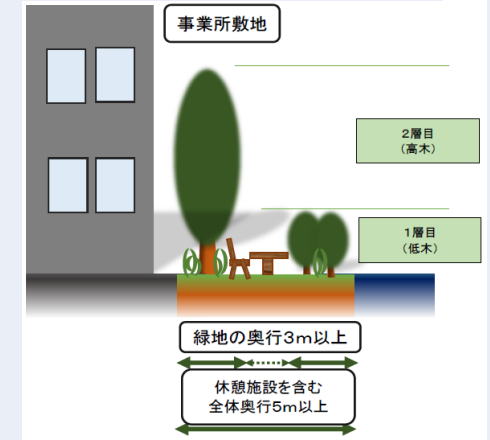 事業所敷地
2層目
（高木）
1層目
（低木）
緑地の奥行3ｍ以上
休憩施設を含む
全体奥行5ｍ以上